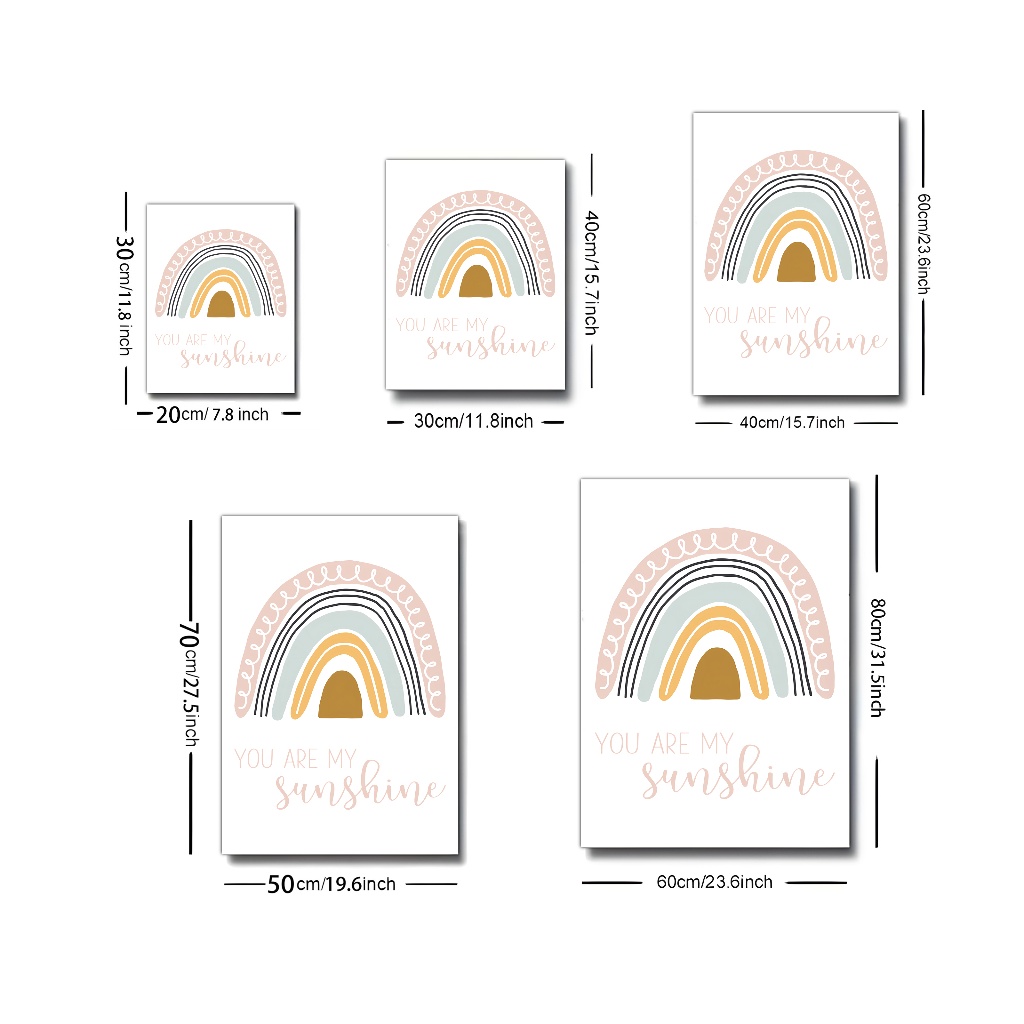 30cm/11.8 inch
YOU ARE MY
sunshine
20cm/ 7.8 inch
YOU ARE MY
sunshine
40cm/15.7inch
30cm/11.8inch
YOU ARE MY
sunshine
60cm/23.6inch
40cm/15.7inch
70cm/27.5inch
YOU ARE MY
sunshine
50cm/19.6inch
YOU ARE MY
sunshine
80cm/31.5inch
60cm/23.6inch